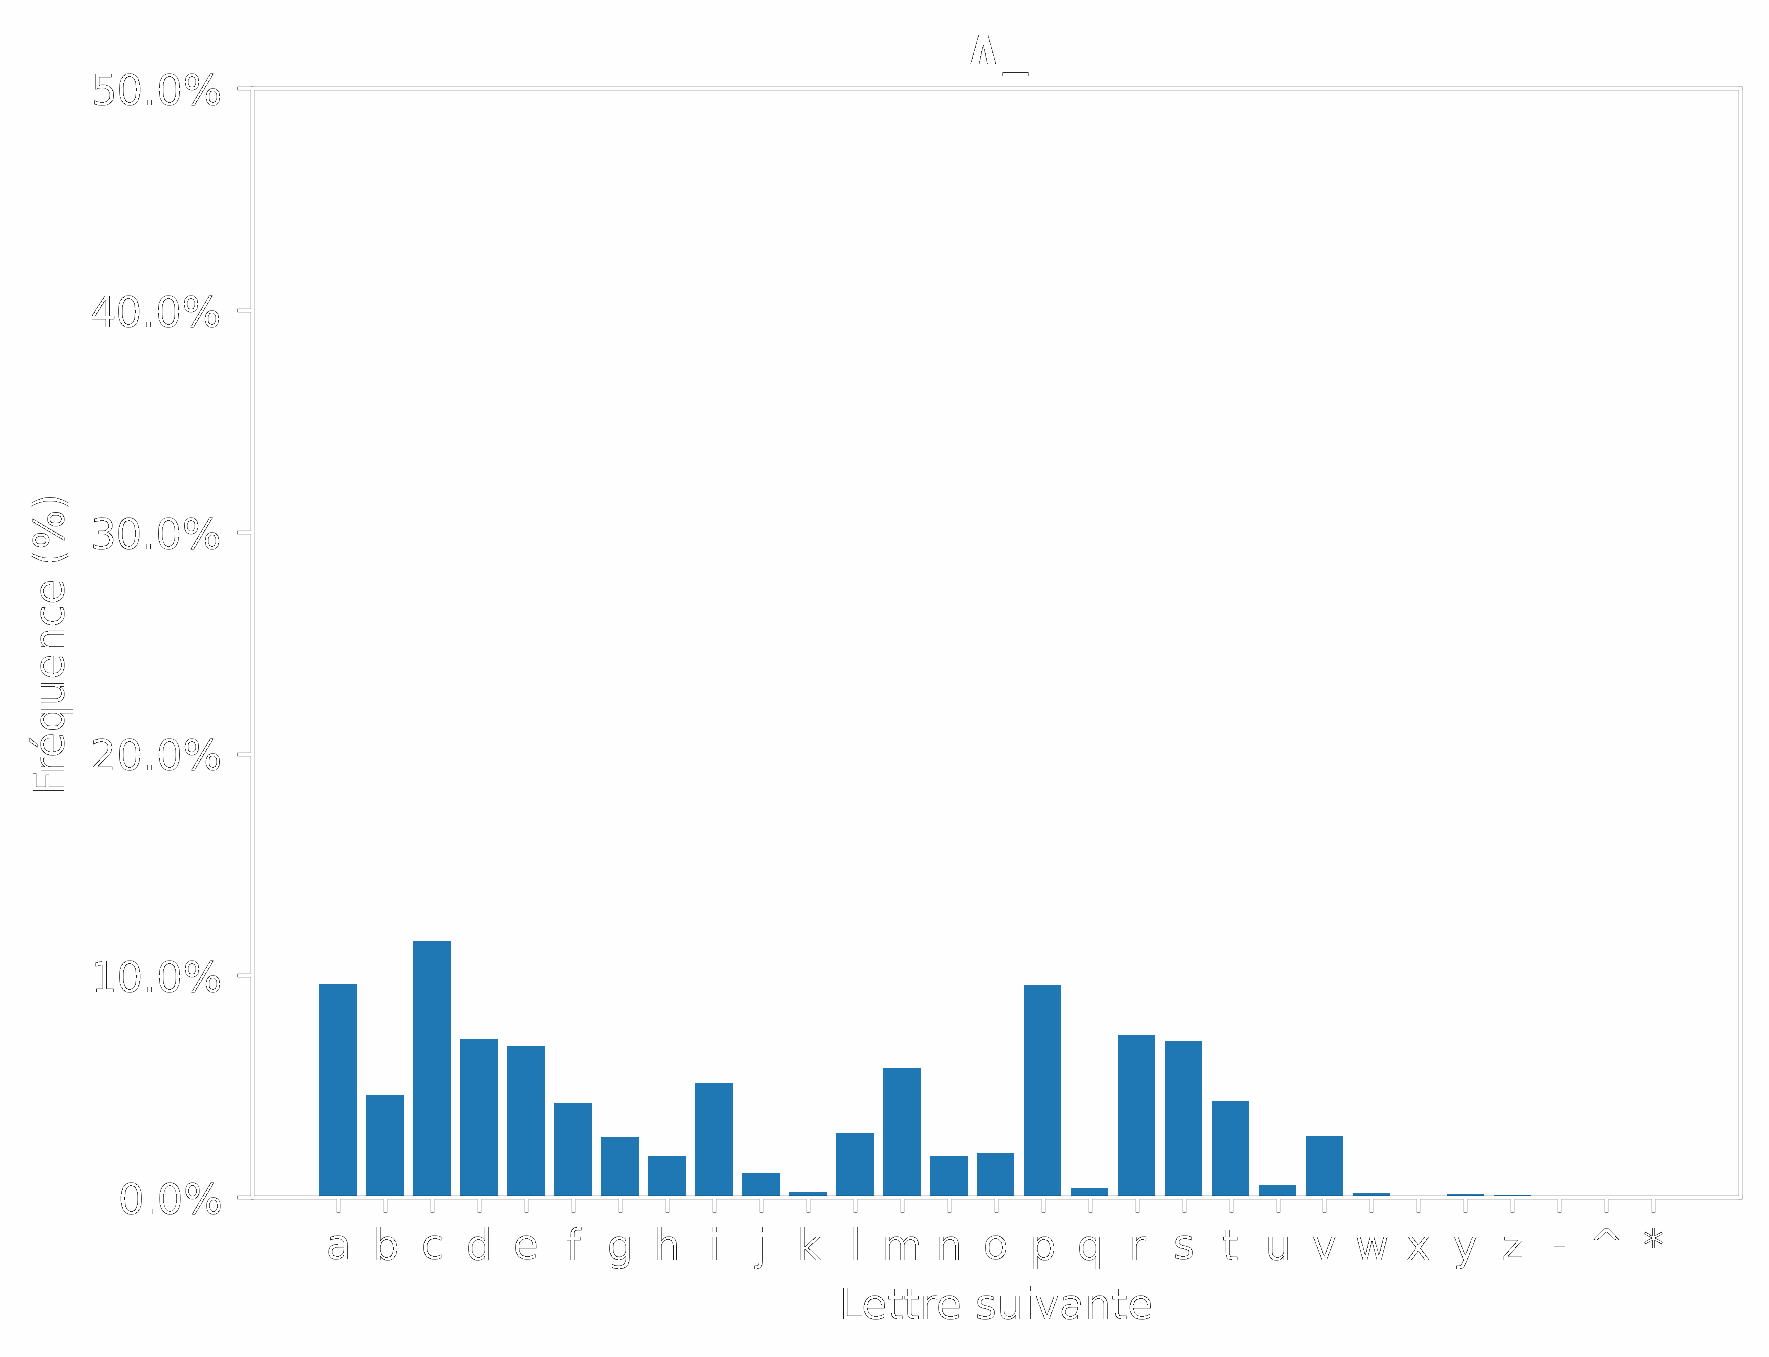 ^_
50.0%
40.0%
30.0%
20.0%
10.0%
0.0%
Fréquence (%)
a b c d e f g h i j k l m n o p q r s t u v w x y z - ^ *
Lettre suivante